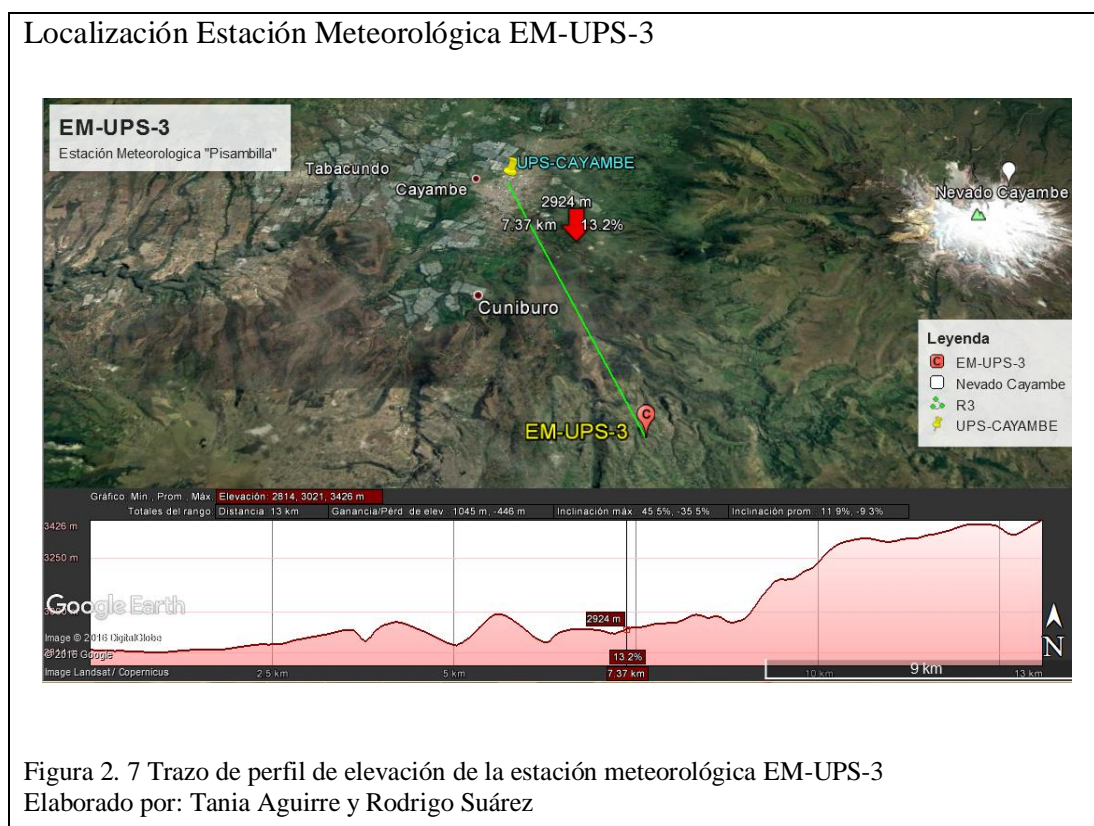 Localización Estación Meteorológica EM-UPS-3
EM-UPS-3
Estación Meteorologica "Pisambilla"
Tabacundo
UPS-CAYAMBE
Cayambe
2924 m
7.37 km
13.2%
Nevado Cayambe
Cuniburo
Leyenda
EM-UPS-3
Nevado Cayambe
R3
UPS-CAYAMBE
EM-UPS-3
Gráfico: Min., Prom., Máx. Elevación: 2814, 3021, 3426 m
Totales del rango: Distancia: 13 km Ganancia/Pérd. de elev.: 1045 m, -446 m Inclinación máx.: 45.5%, -35.5% Inclinación prom.: 11.9%, -9.3%
3426 m
3250 m
Google Earth
2924 m
Image © 2016 DigitalGlobe
© 2016 Google
N
13.2%
Image Landsat / Copernicus
2.5 km
5 km
7.37 km
10 km
9 km
13 km
Figura 2. 7 Trazo de perfil de elevación de la estación meteorológica EM-UPS-3
Elaborado por: Tania Aguirre y Rodrigo Suárez